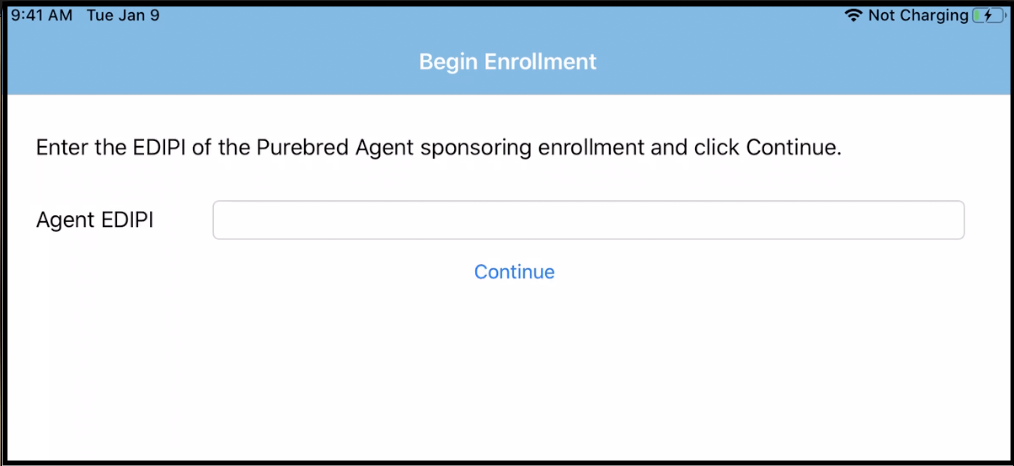 9:41 AM Tue Jan 9 Not Charging
Begin Enrollment
Enter the EDIPI of the Purebred Agent sponsoring enrollment and click Continue.
Agent EDIPI
Continue